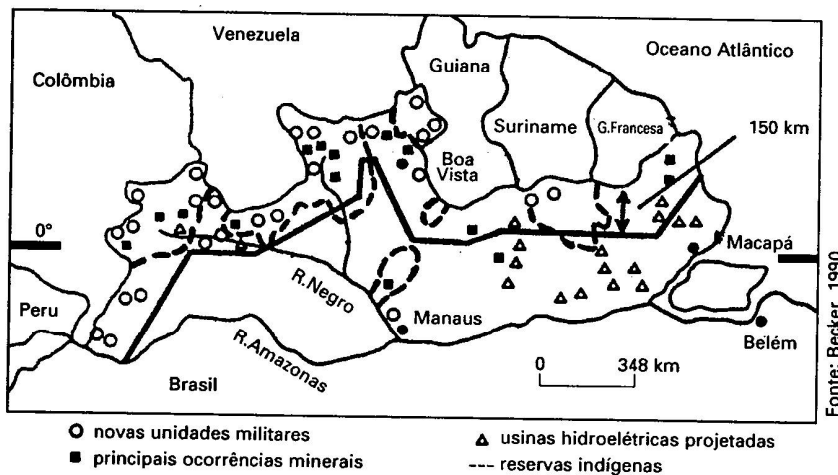 Venezuela
Oceano Atlântico
Colômbia
Guiana
Suriname
G.Francesa
150 km
Boa
Vista
0°
Macapá
R.Negro
Peru
Manaus
R.Amazonas
Belém
0 348 km
Brasil
Fonte: Becker, 1990
novas unidades militares
usinas hidroelétricas projetadas
principais ocorrências minerais
reservas indígenas